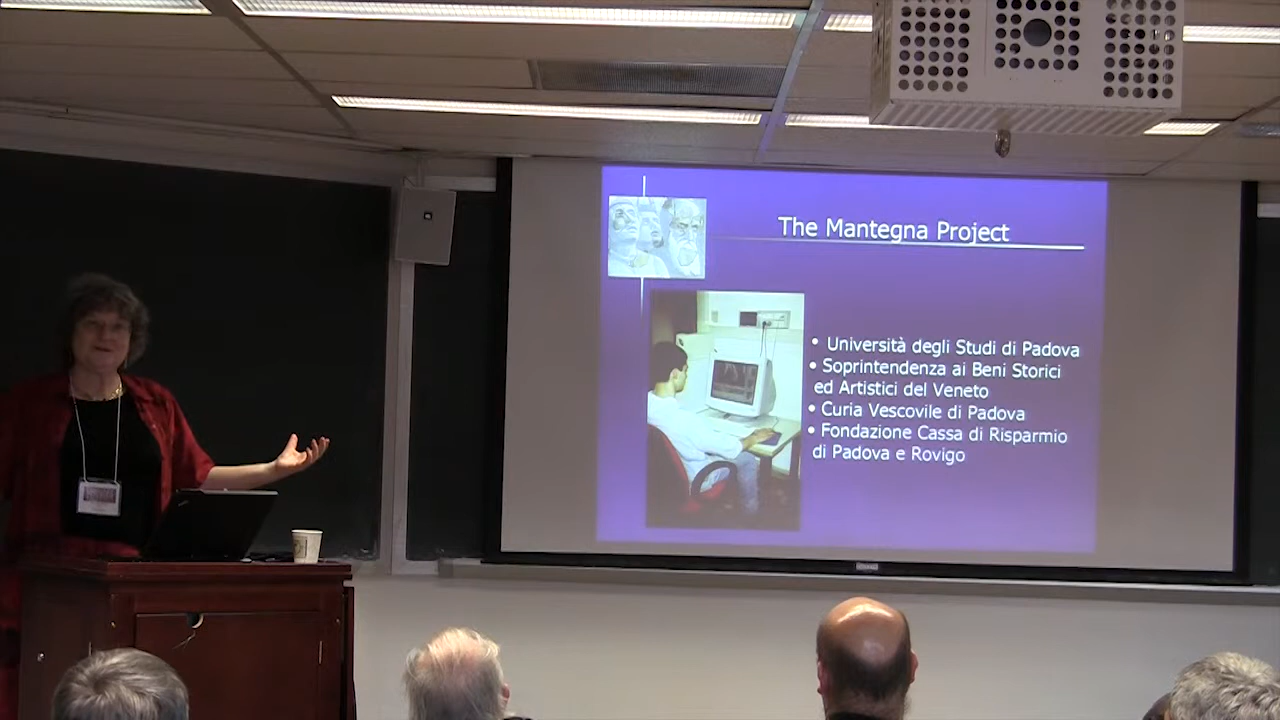 The Mantegna Project
• Università degli Studi di Padova
• Soprintendenza ai Beni Storici
ed Artistici del Veneto
• Curia Vescovile di Padova
• Fondazione Cassa di Risparmio
di Padova e Rovigo